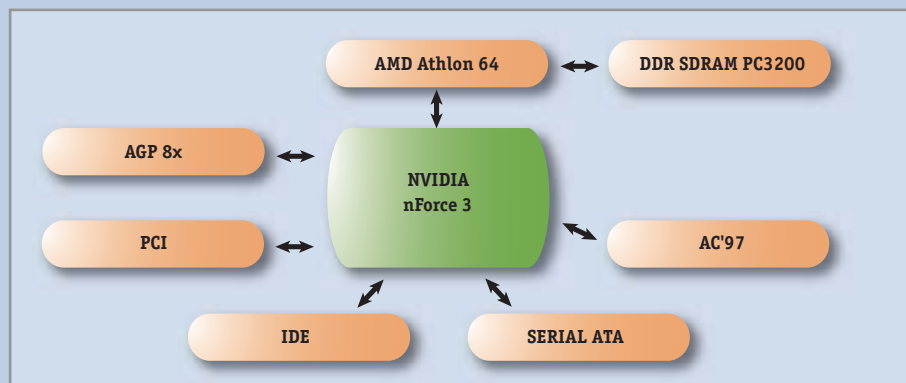 AMD Athlon 64
DDR SDRAM PC3200
AGP 8x
NVIDIA
nForce 3
PCI
AC'97
IDE
SERIAL ATA